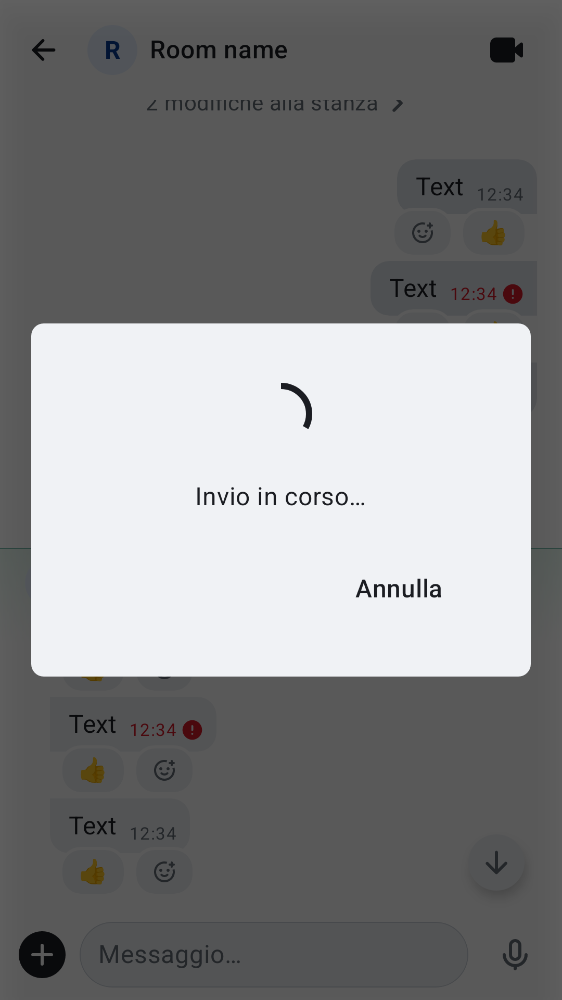 R Room name
2 modifiche alla stanza
Text 12:34
Text 12:34
Invio in corso…
Annulla
Text 12:34
Text 12:34
Messaggio…